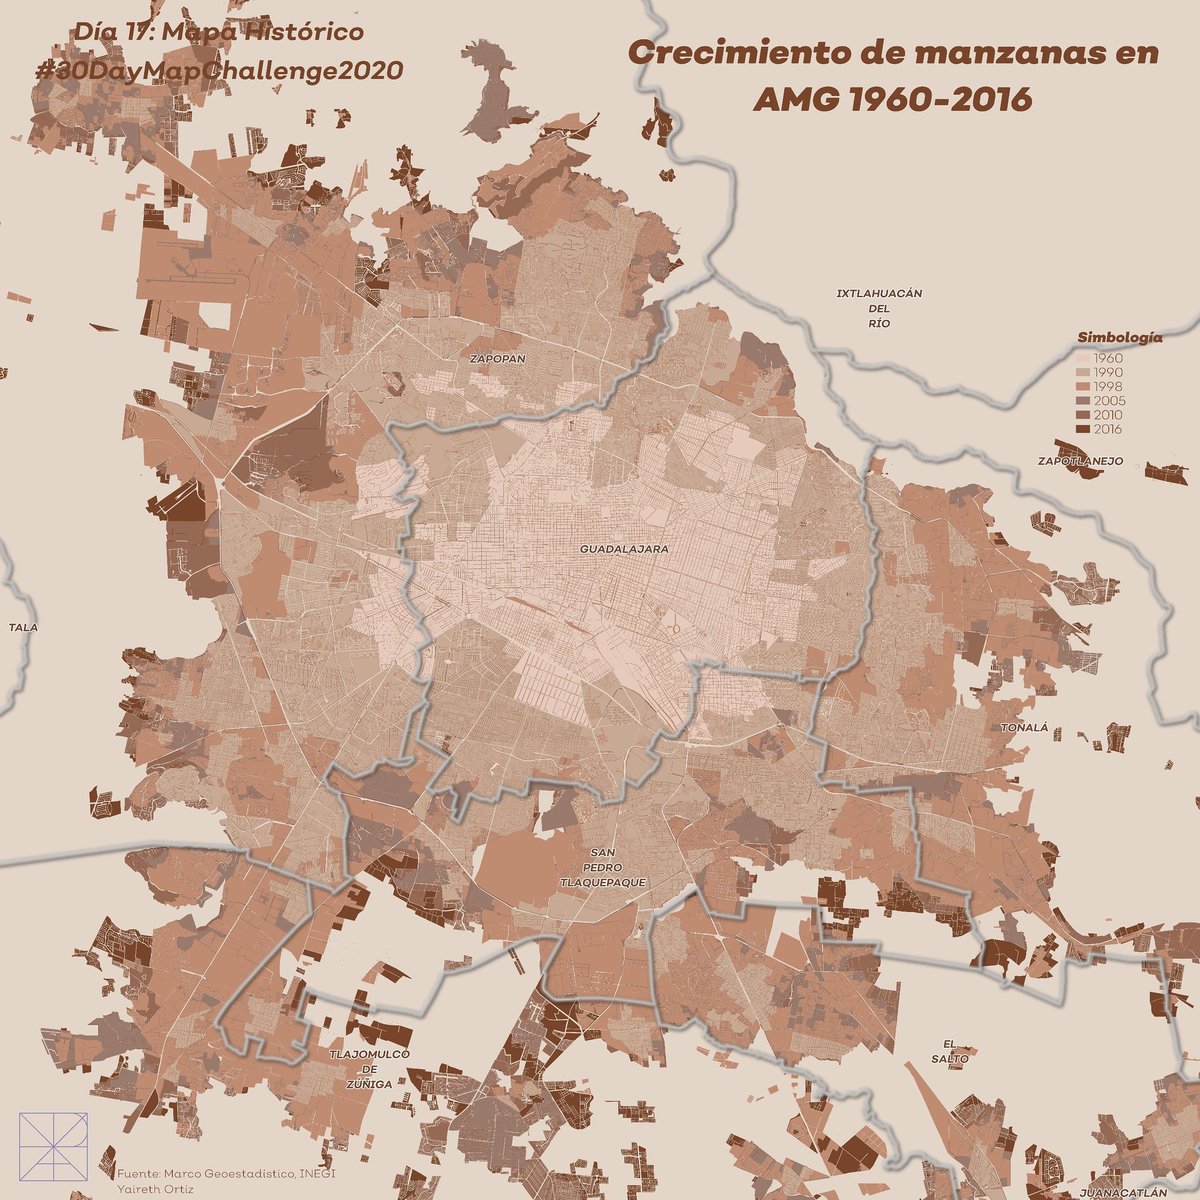 Día 17: Mapa Histórico
#30DayMapChallenge2020
Crecimiento de manzanas en
AMG 1960-2016
IXTLAHUACÁN
DEL
RÍO
Simbología
1960
1990
1998
2005
2010
2016
ZAPOPAN
ZAPOTLANEJO
GUADALAJARA
TALA
TONALÁ
SAN
PEDRO
TLAQUEPAQUE
TLAJOMULCO
DE
ZÚÑIGA
EL
SALTO
JUANACATLÁN
Fuente: Marco Geoestadístico, INEGI
Yaireth Ortiz